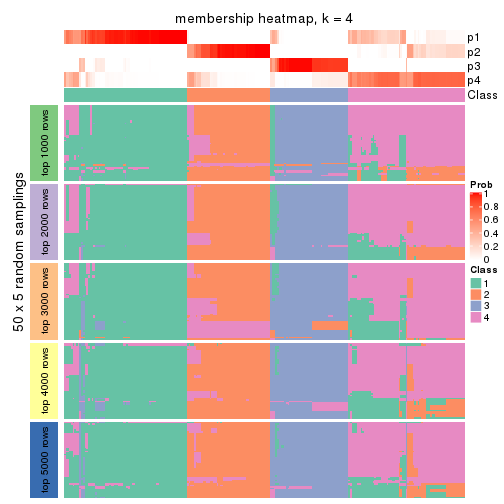 membership heatmap, k = 4
p1
p2
p3
p4
Class
50 x 5 random samplings
top 1000 rows
top 2000 rows
top 3000 rows
top 4000 rows
top 5000 rows
Prob
1
0.8
0.6
0.4
0.2
0
Class
1
2
3
4